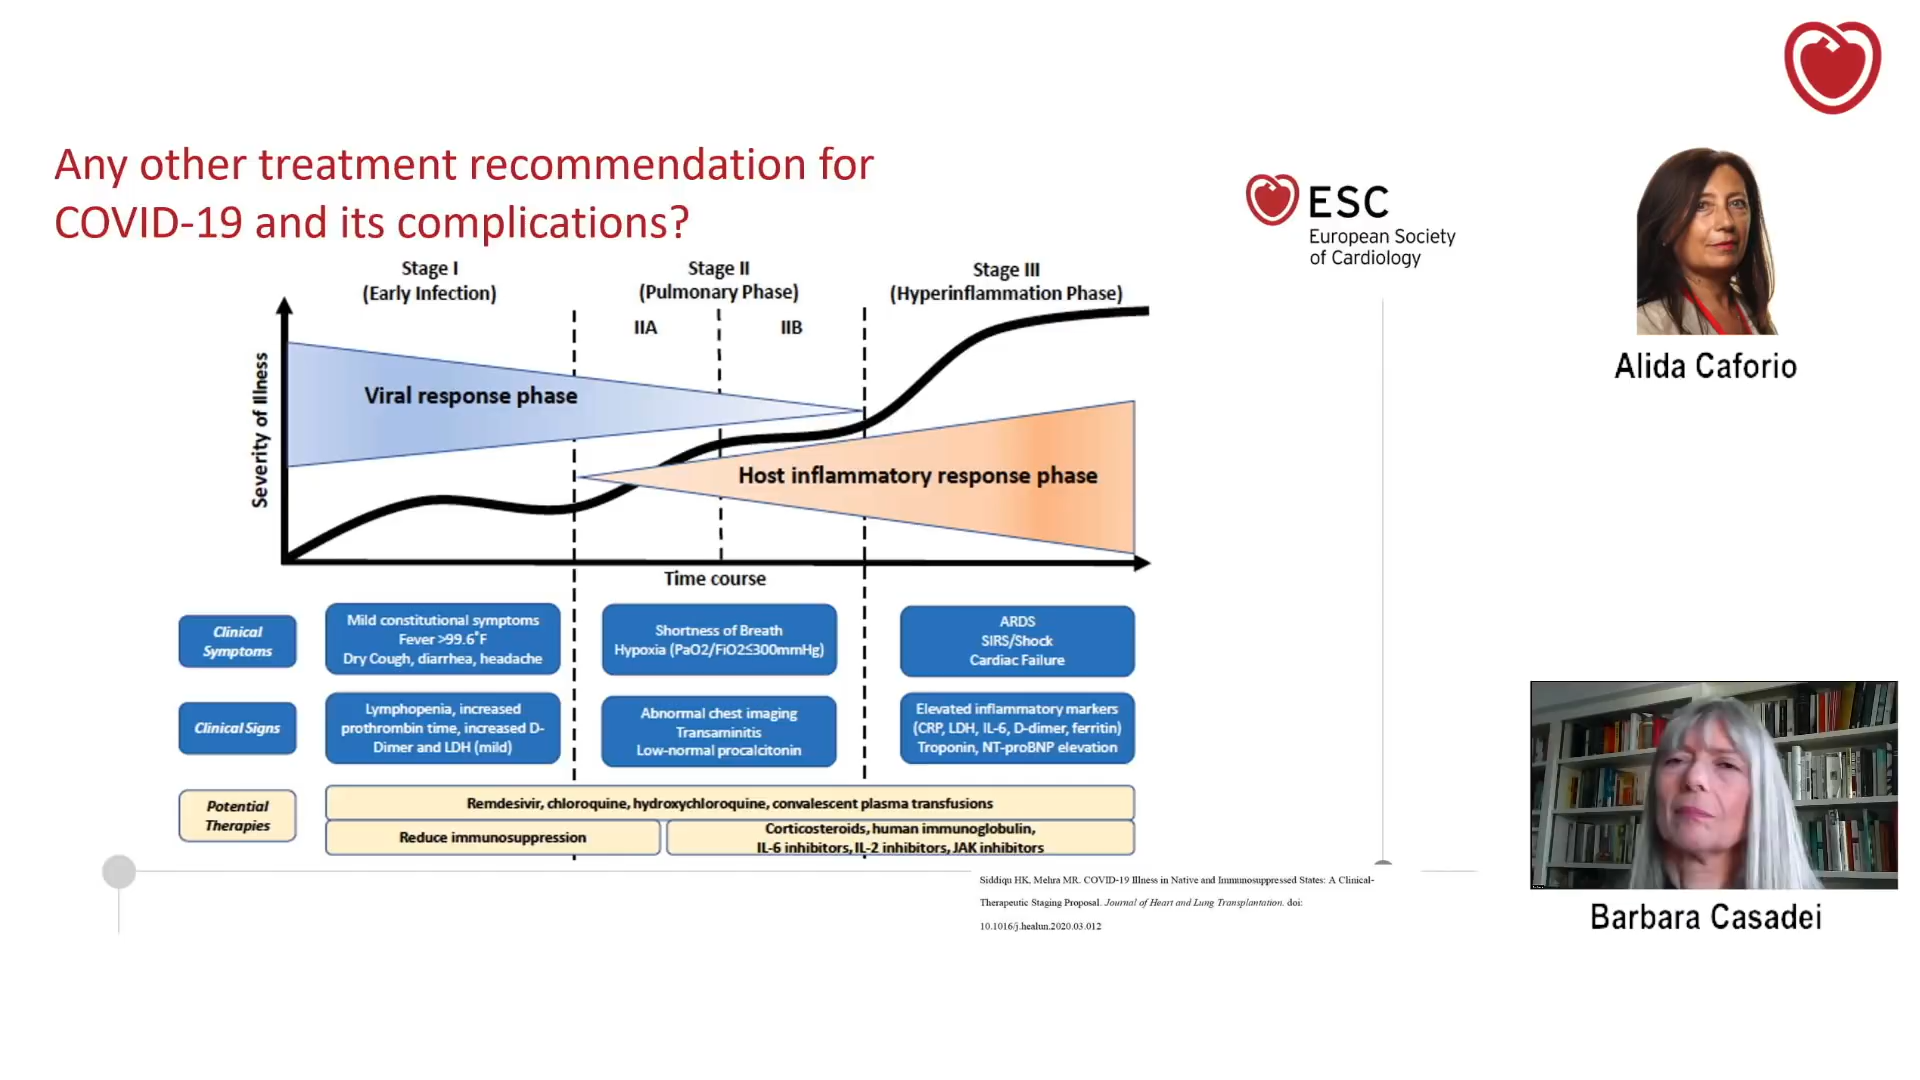 Any other treatment recommendation for
COVID-19 and its complications?
ESC
European Society
of Cardiology
Alida Caforio
Stage I
(Early Infection)
Stage II
(Pulmonary Phase)
Stage III
(Hyperinflammation Phase)
IIA
IIB
Severity of Illness
Viral response phase
Host inflammatory response phase
Time course
Clinical
Symptoms
Mild constitutional symptoms
Fever >99.6°F
Dry Cough, diarrhea, headache
Shortness of Breath
Hypoxia (PaO2/FiO2≤300mmHg)
ARDS
SIRS/Shock
Cardiac Failure
Clinical Signs
Lymphopenia, increased
prothrombin time, increased D-
Dimer and LDH (mild)
Abnormal chest imaging
Transaminitis
Low-normal procalcitonin
Elevated inflammatory markers
(CRP, LDH, IL-6, D-dimer, ferritin)
Troponin, NT-proBNP elevation
Potential
Therapies
Remdesivir, chloroquine, hydroxychloroquine, convalescent plasma transfusions
Reduce immunosuppression
Corticosteroids, human immunoglobulin,
IL-6 inhibitors, IL-2 inhibitors, JAK inhibitors
Siddiqu HK, Mehra MR. COVID-19 Illness in Native and Immunosuppressed States: A Clinical-
Therapeutic Staging Proposal. Journal of Heart and Lung Transplantation. doi:
10.1016/j.healun.2020.03.012
Barbara Casadei